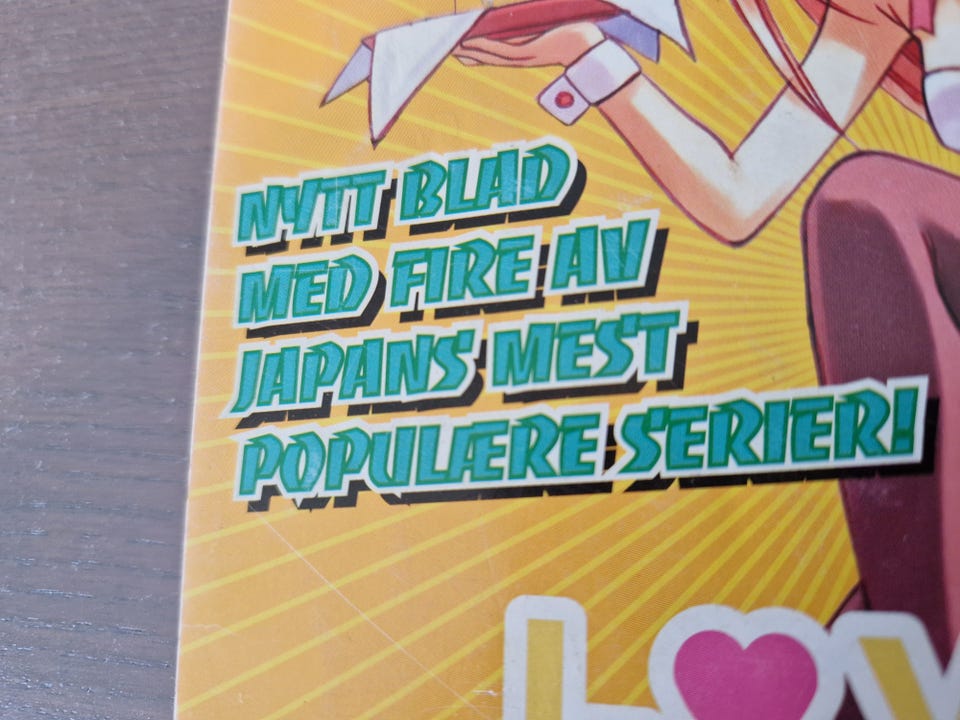 NYTT BLAD
MED FIRE AV
JAPANS MEST
POPULÆRE SERIER!